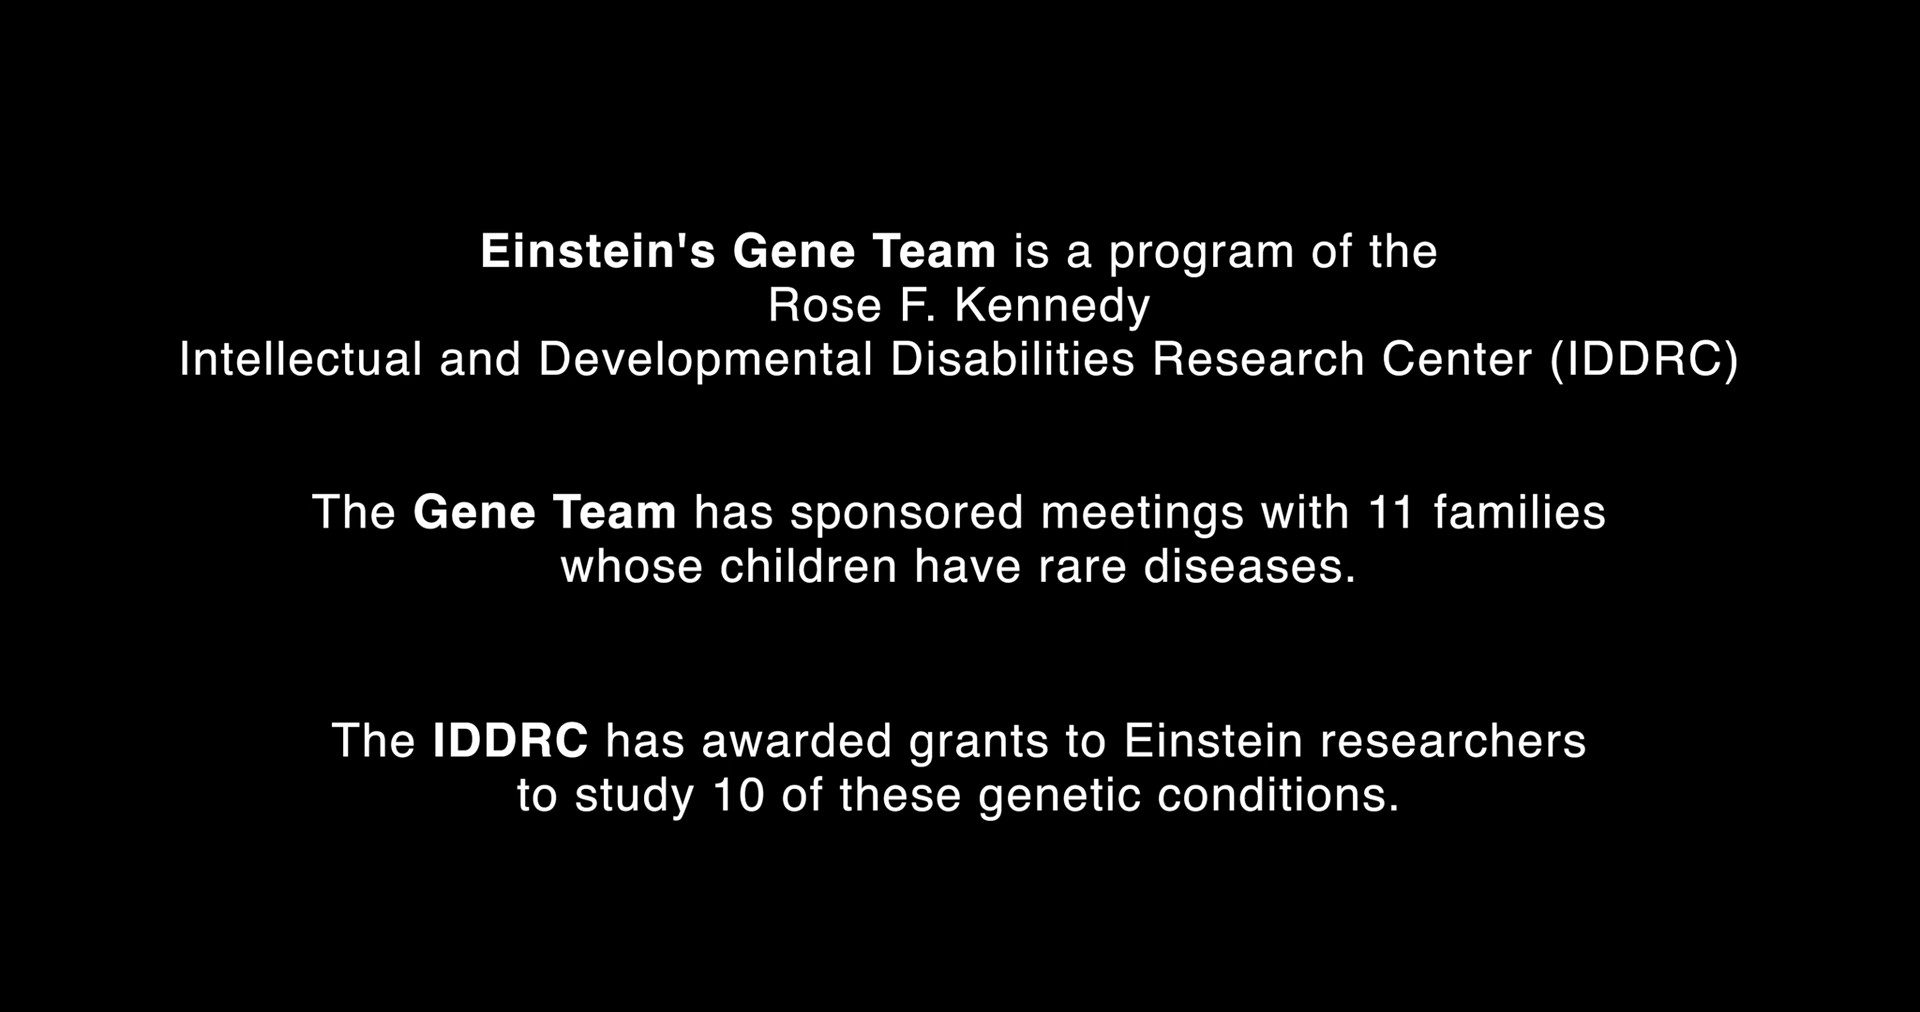 Einstein's Gene Team is a program of the
Rose F. Kennedy
Intellectual and Developmental Disabilities Research Center (IDDRC)
The Gene Team has sponsored meetings with 11 families
whose children have rare diseases.
The IDDRC has awarded grants to Einstein researchers
to study 10 of these genetic conditions.